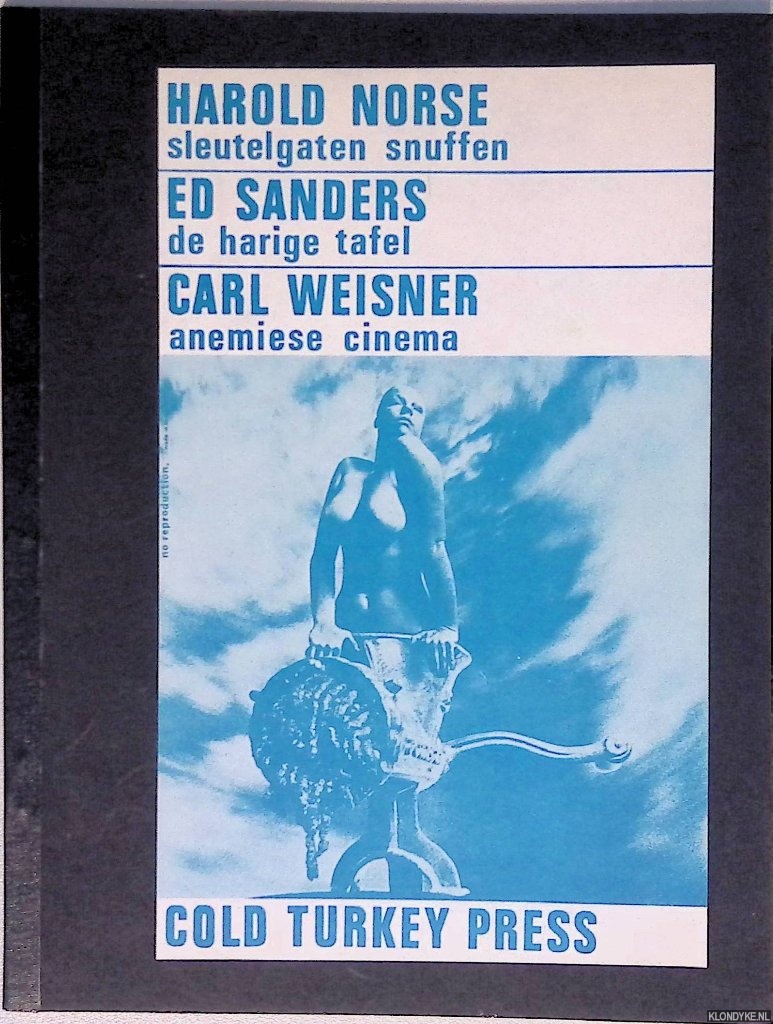 HAROLD NORSE
sleutelgaten snuffen
ED SANDERS
de harige tafel
CARL WEISNER
anemiese cinema
no reproduction.
COLD TURKEY PRESS
KLONDYKE.NL